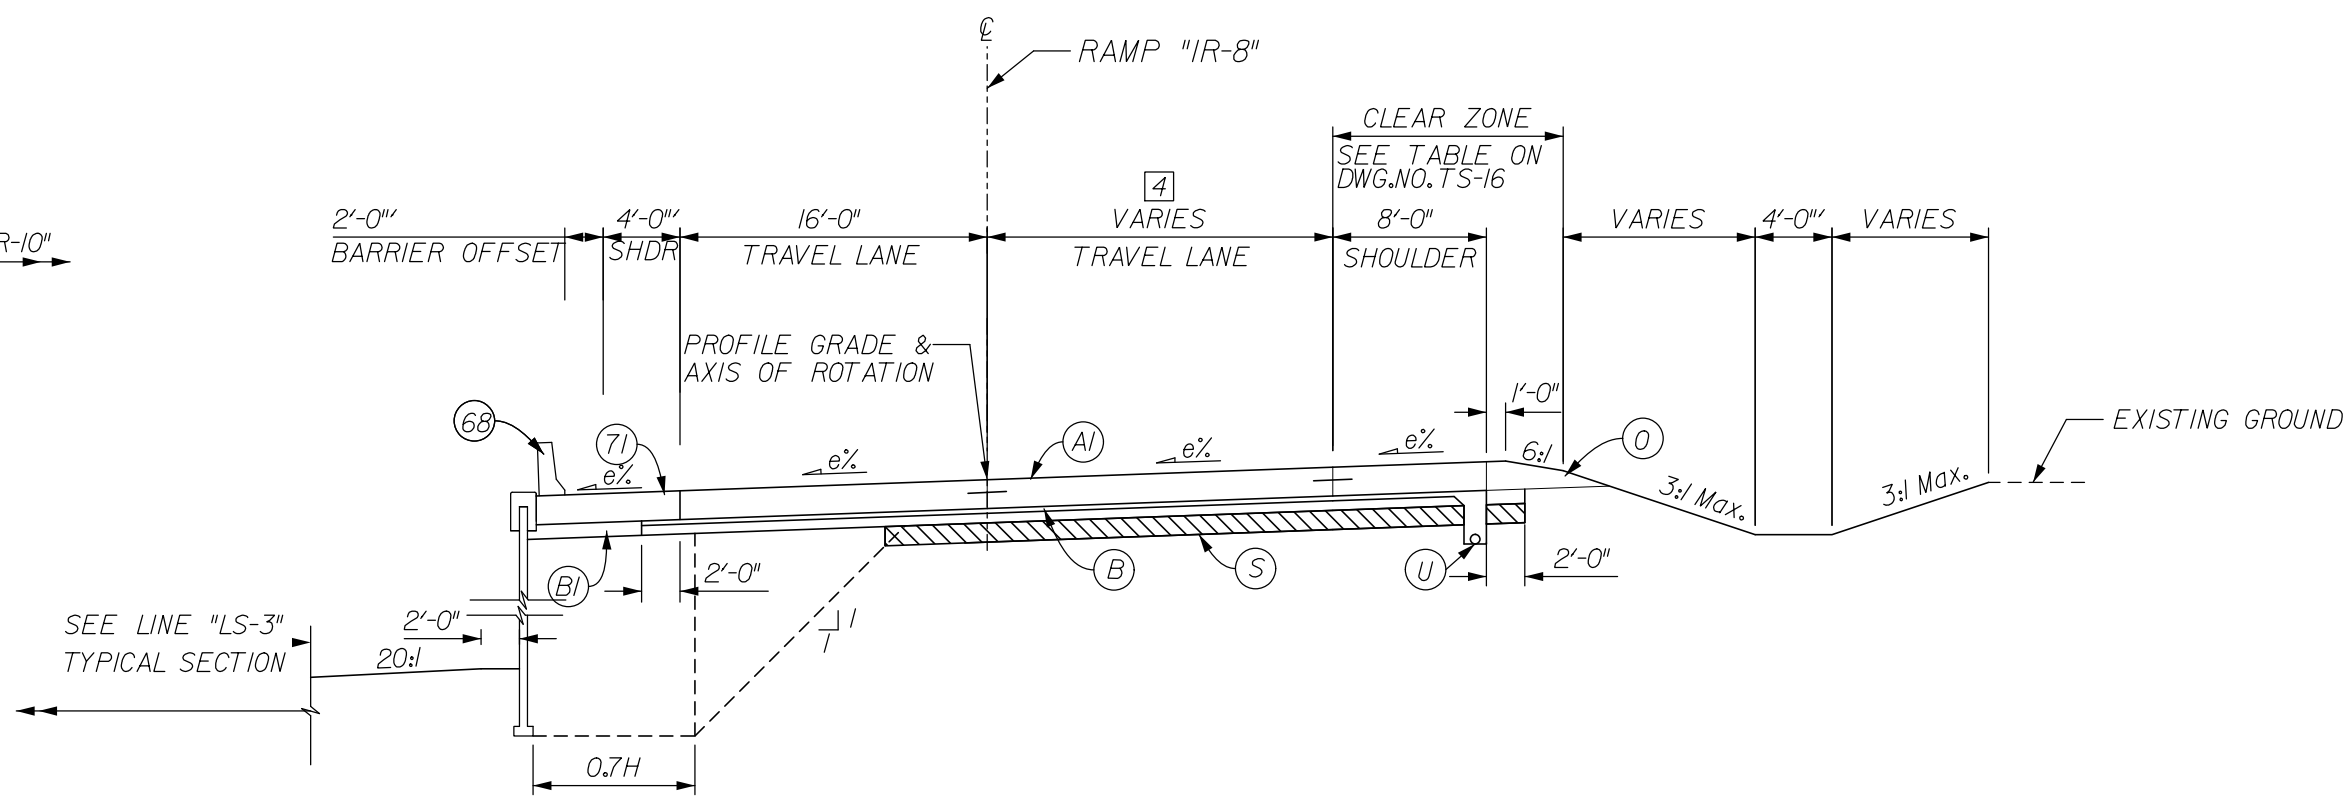 ℄
RAMP "IR-8"
CLEAR ZONE
SEE TABLE ON
DWG.NO.TS-16
4
2'-0"'
4'-0"'
16'-0"
VARIES
8'-0"
VARIES
4'-0"'
VARIES
R-10"
BARRIER OFFSET
SHDR
TRAVEL LANE
TRAVEL LANE
SHOULDER
PROFILE GRADE &
AXIS OF ROTATION
1'-0"
EXISTING GROUND
68
71
A1
O
e%
e%
e%
e%
6:1
3:1 Max.
3:1 Max.
B1
2'-0"
B
S
U
2'-0"
SEE LINE "LS-3"
TYPICAL SECTION
2'-0"
20:1
1
1
0.7H